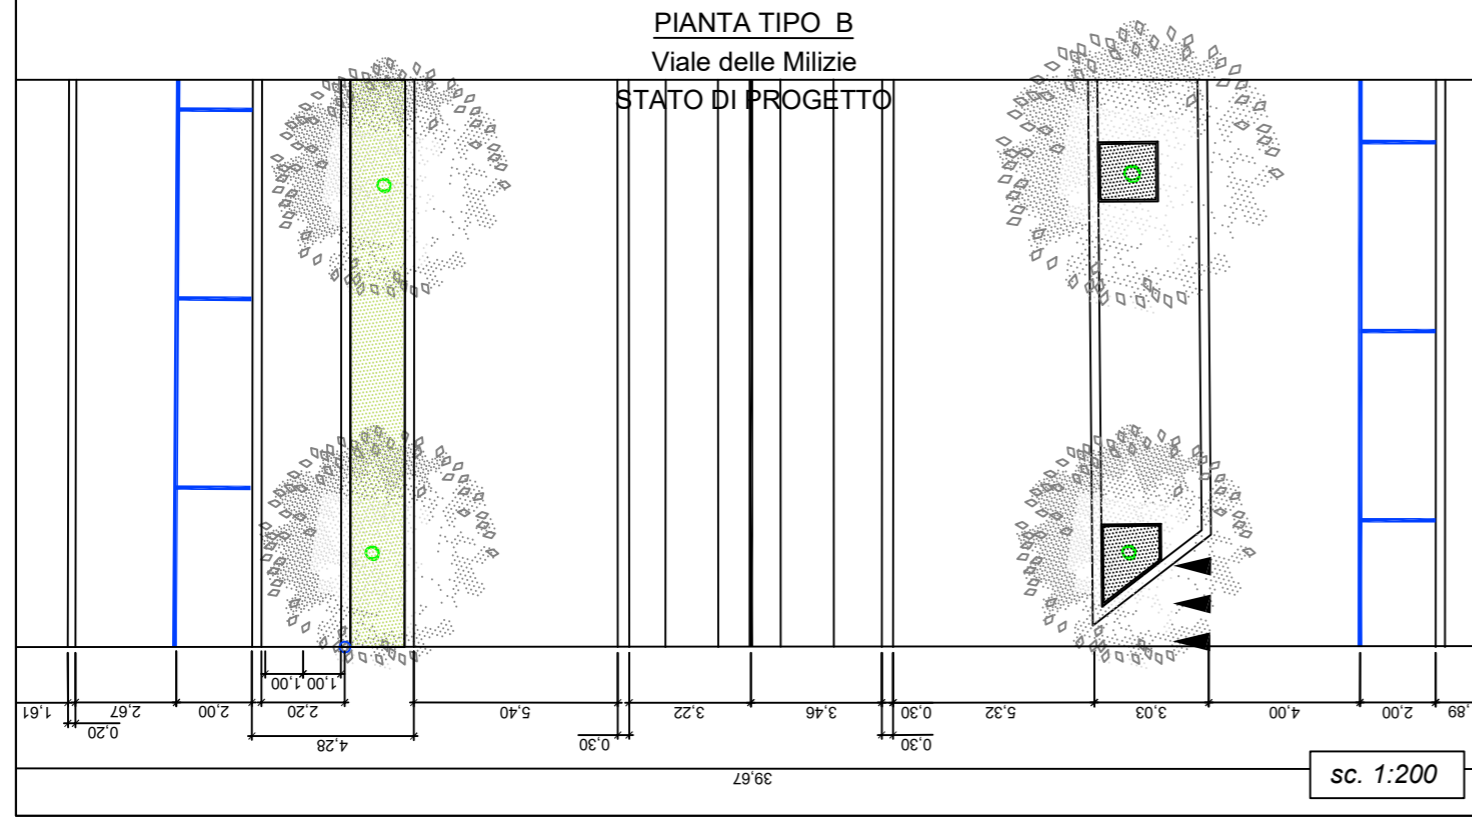 PIANTA TIPO B
Viale delle Milizie
STATO DI PROGETTO
1,00 1,00
1,61 2,67 2,00 2,20 5,40 3,22 3,46 0,30 5,32 3,03 4,00 2,00 ,89
0,20 4,28 0,30 0,30
39,67
sc. 1:200